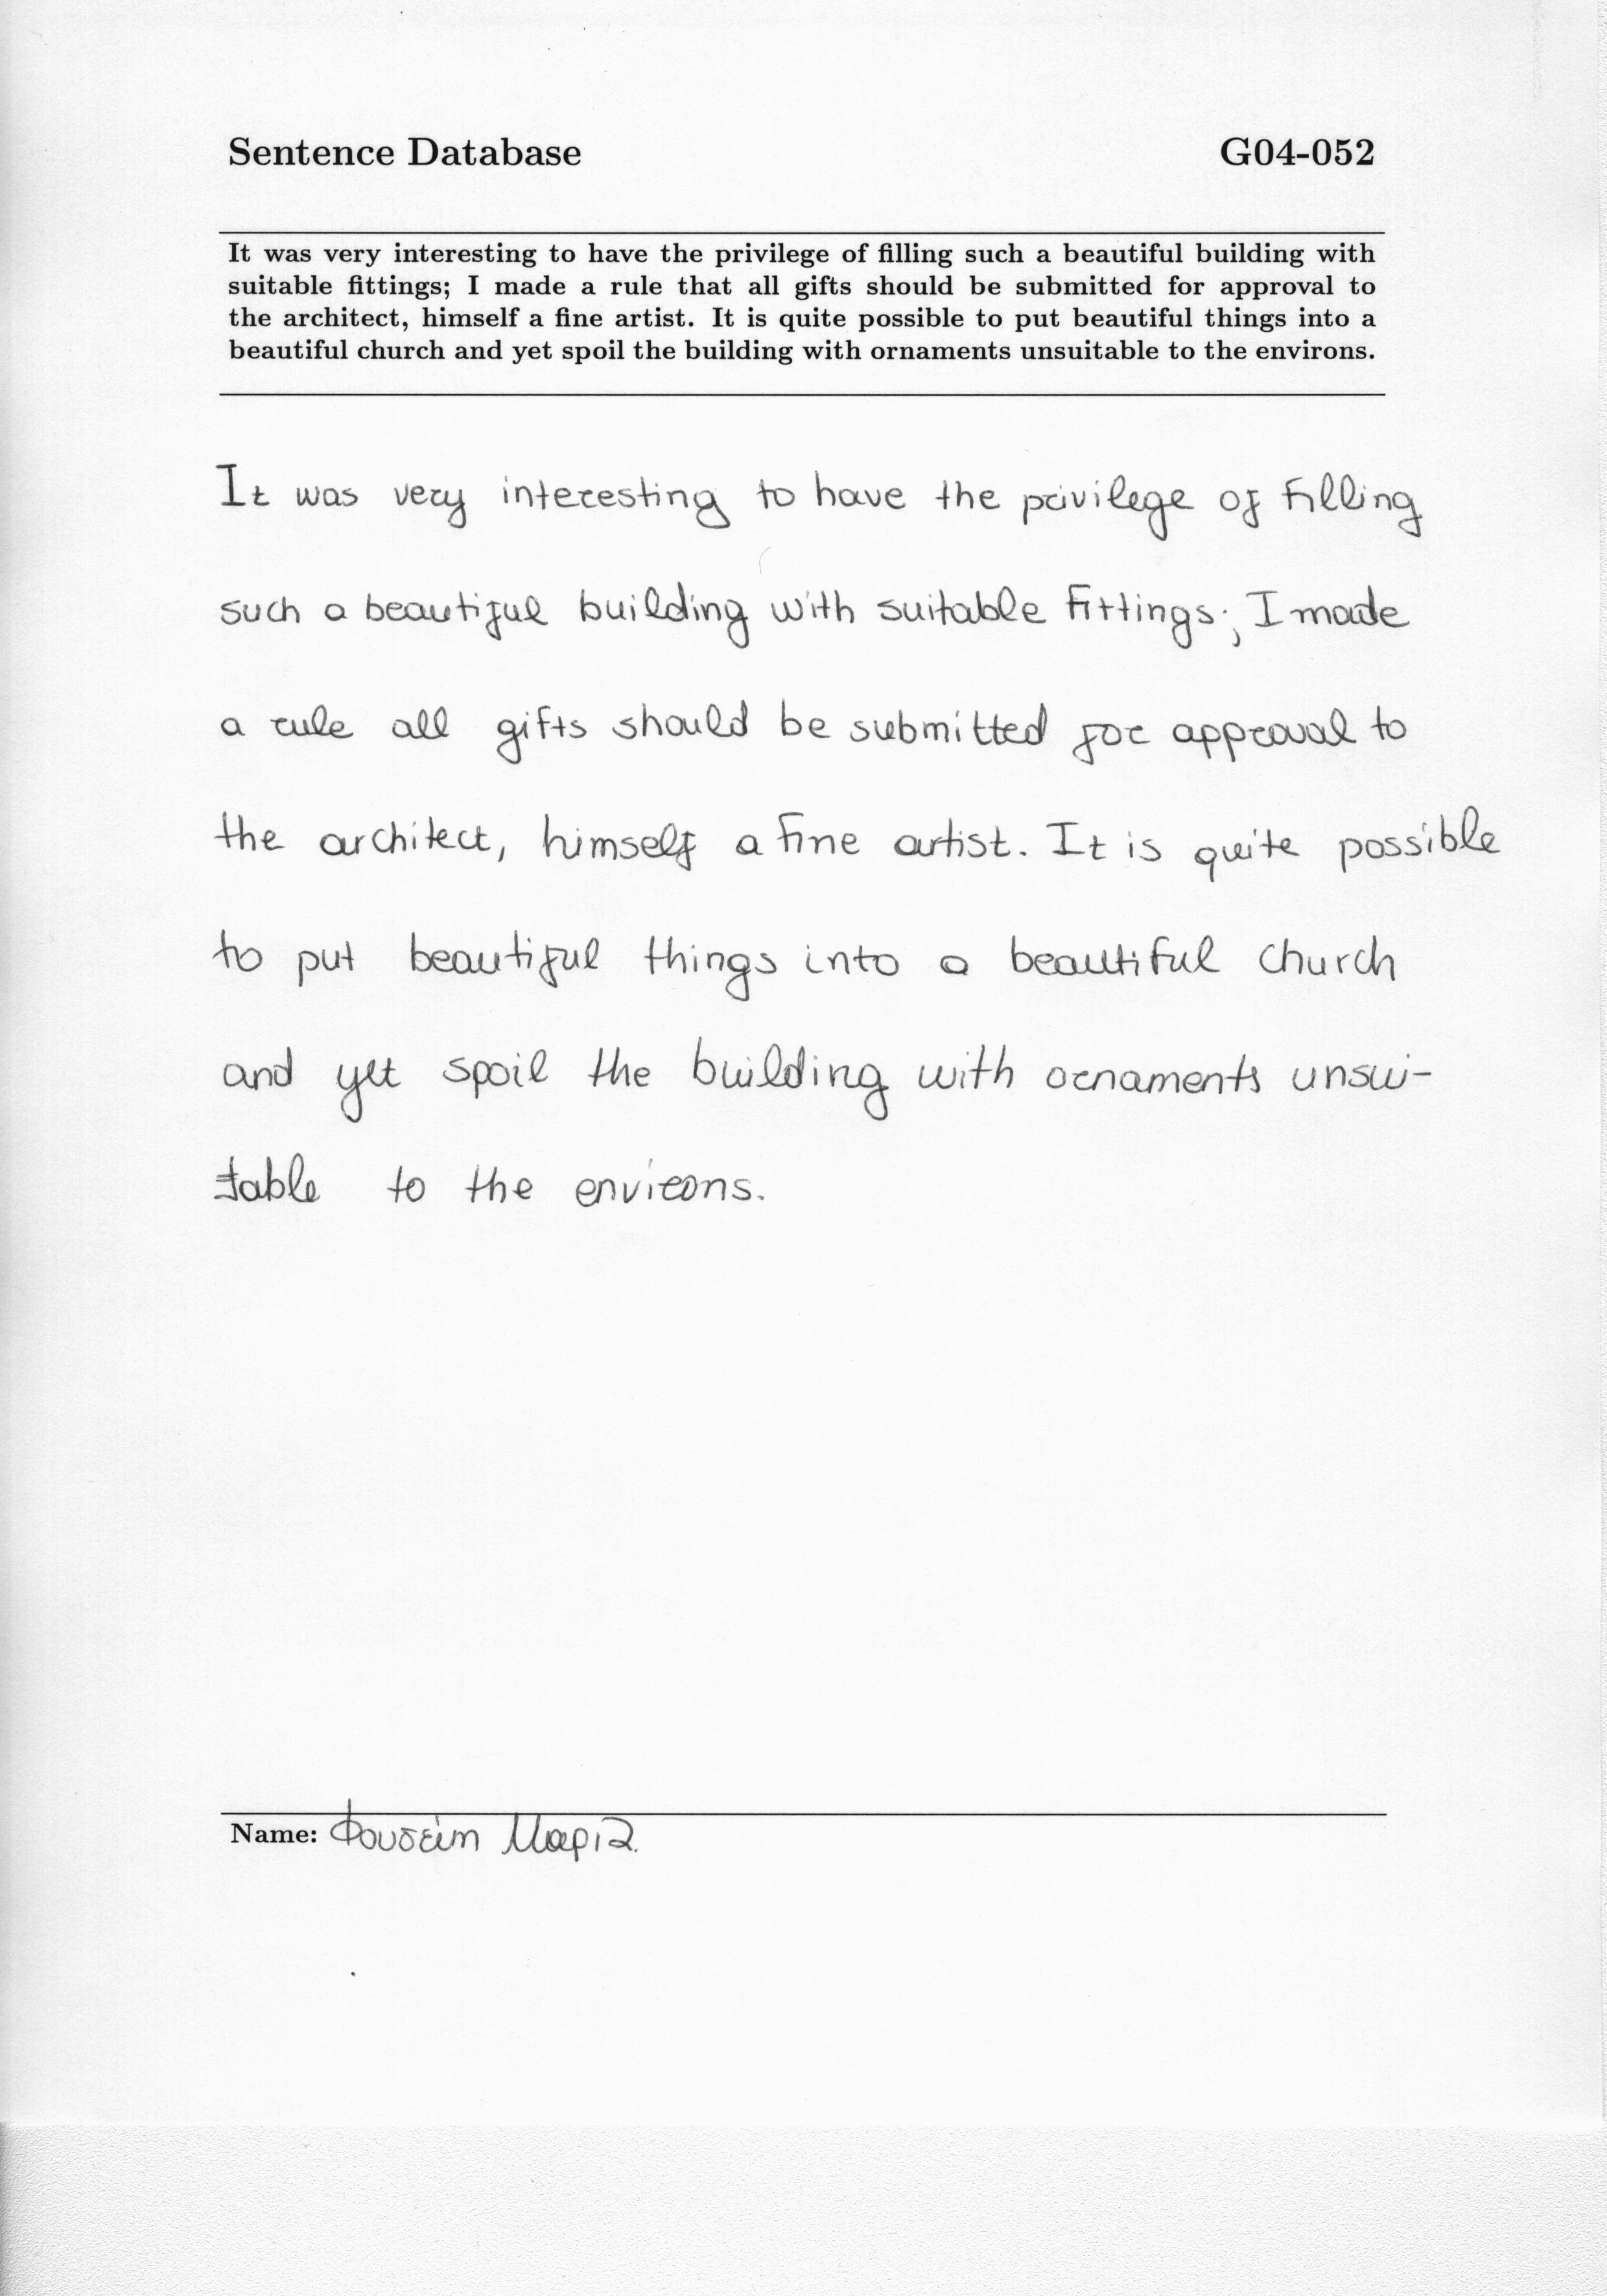 Sentence Database G04-052
It was very interesting to have the privilege of filling such a beautiful building with
suitable fittings; I made a rule that all gifts should be submitted for approval to
the architect, himself a fine artist. It is quite possible to put beautiful things into a
beautiful church and yet spoil the building with ornaments unsuitable to the environs.
It was very interesting to have the privilege of filling
such a beautiful building with suitable fittings; I made
a rule all gifts should be submitted for approval to
the architect, himself a fine artist. It is quite possible
to put beautiful things into a beautiful church
and yet spoil the building with ornaments unsui-
table to the environs.
Name: Μαρία